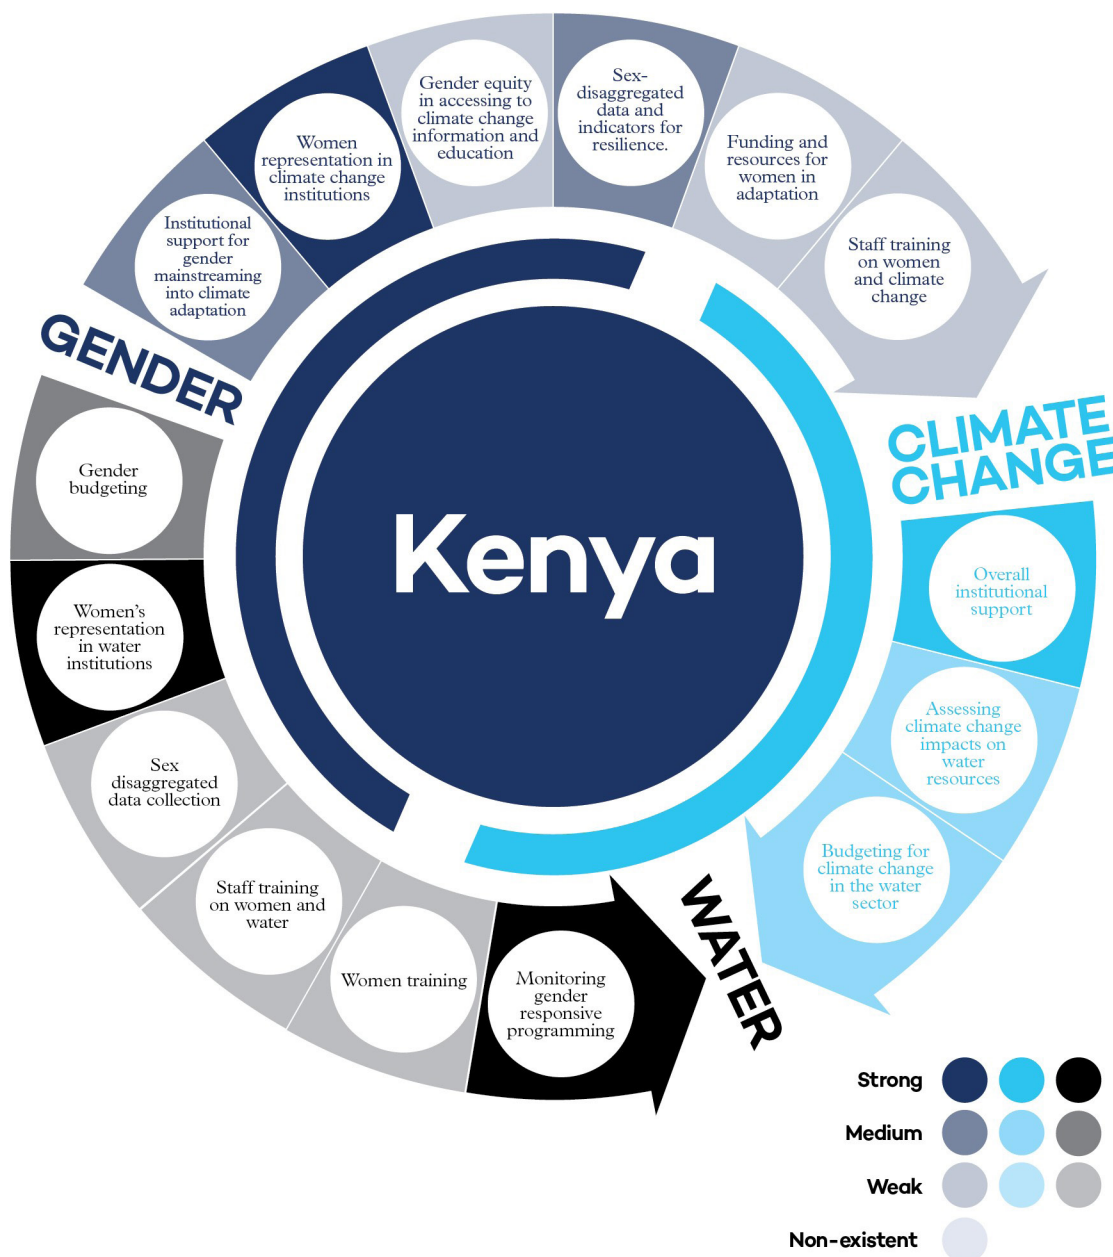 Gender equity
in accessing to
climate change
information and
education
Sex-
disaggregated
data and
indicators for
resilience.
Women
representation in
climate change
institutions
Funding and
resources for
women in
adaptation
Institutional
support for
gender
mainstreaming
into climate
adaptation
Staff training
on women
and climate
change
GENDER
CLIMATE
CHANGE
Gender
budgeting
Kenya
Overall
institutional
support
Women's
representation
in water
institutions
Assessing
climate change
impacts on
water
resources
Sex
disaggregated
data collection
Budgeting for
climate change
in the water
sector
Staff training
on women and
water
WATER
Women training
Monitoring
gender
responsive
programming
Strong
Medium
Weak
Non-existent